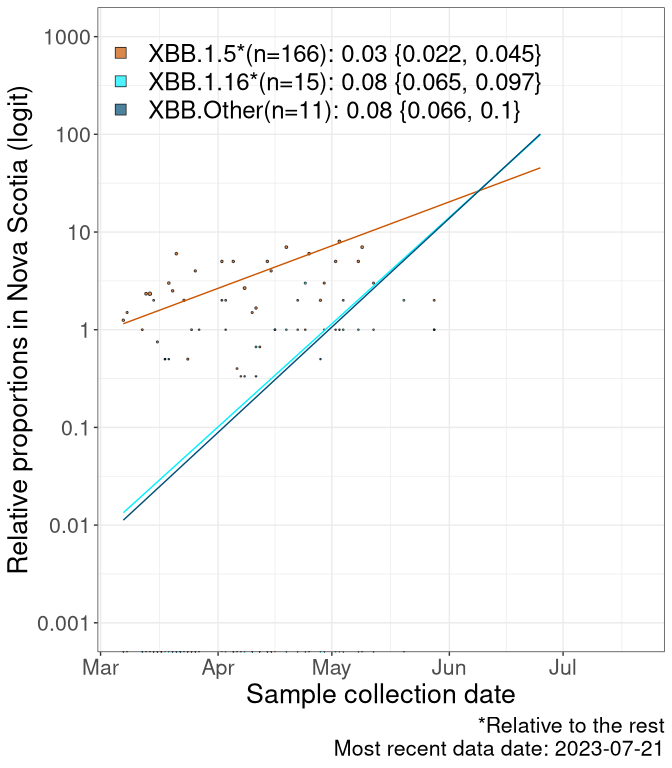 1000
100
10
1
0.1
0.01
0.001
Relative proportions in Nova Scotia (logit)
XBB.1.5*(n=166): 0.03 {0.022, 0.045}
XBB.1.16*(n=15): 0.08 {0.065, 0.097}
XBB.Other(n=11): 0.08 {0.066, 0.1}
Mar Apr May Jun Jul
Sample collection date
*Relative to the rest
Most recent data date: 2023-07-21